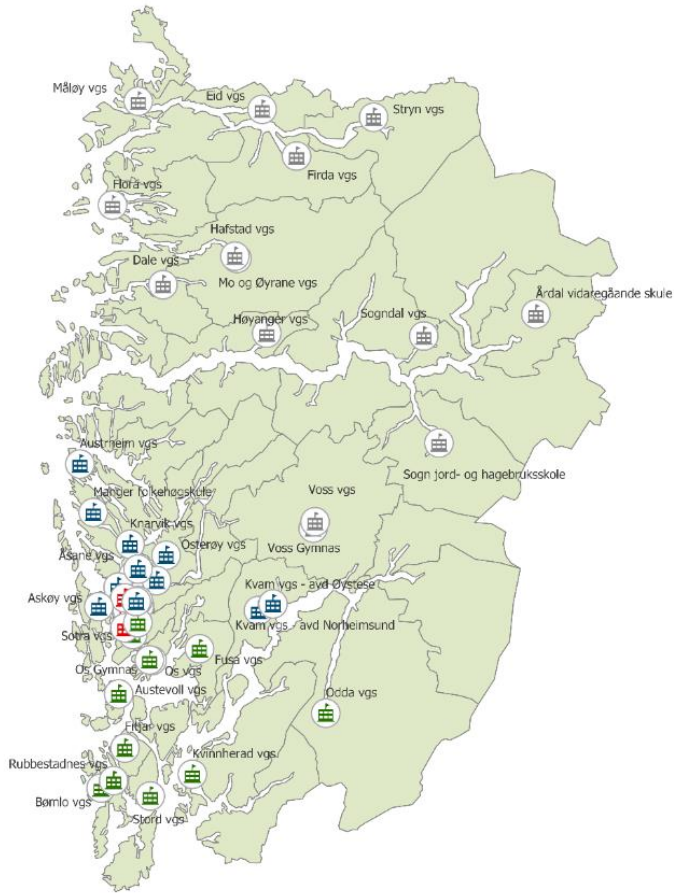 Måløy vgs
Eid vgs
Stryn vgs
Firda vgs
Flora vgs
Hafstad vgs
Dale vgs
Mo og Øyrane vgs
Årdal vidaregåande skule
Høyanger vgs
Sogndal vgs
Austrheim vgs
Sogn jord- og hagebruksskole
Manger folkehøgskule
Voss vgs
Knarvik vgs
Voss Gymnas
Åsane vgs
Osterøy vgs
Kvam vgs - avd Øystese
Askøy vgs
Kvam vgs - avd Norheimsund
Sotra vgs
Fusa vgs
Os Gymnas
Os vgs
Austevoll vgs
Odda vgs
Fitjar vgs
Kvinnherad vgs
Rubbestadnes vgs
Bømlo vgs
Stord vgs